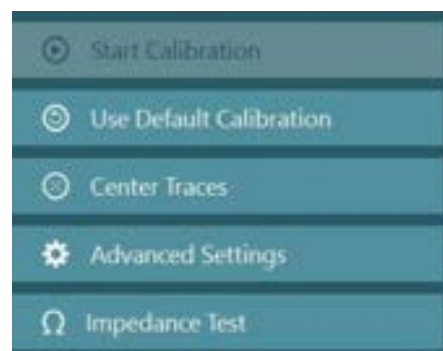 Start Calibration
Use Default Calibration
Center Traces
Advanced Settings
Impedance Test